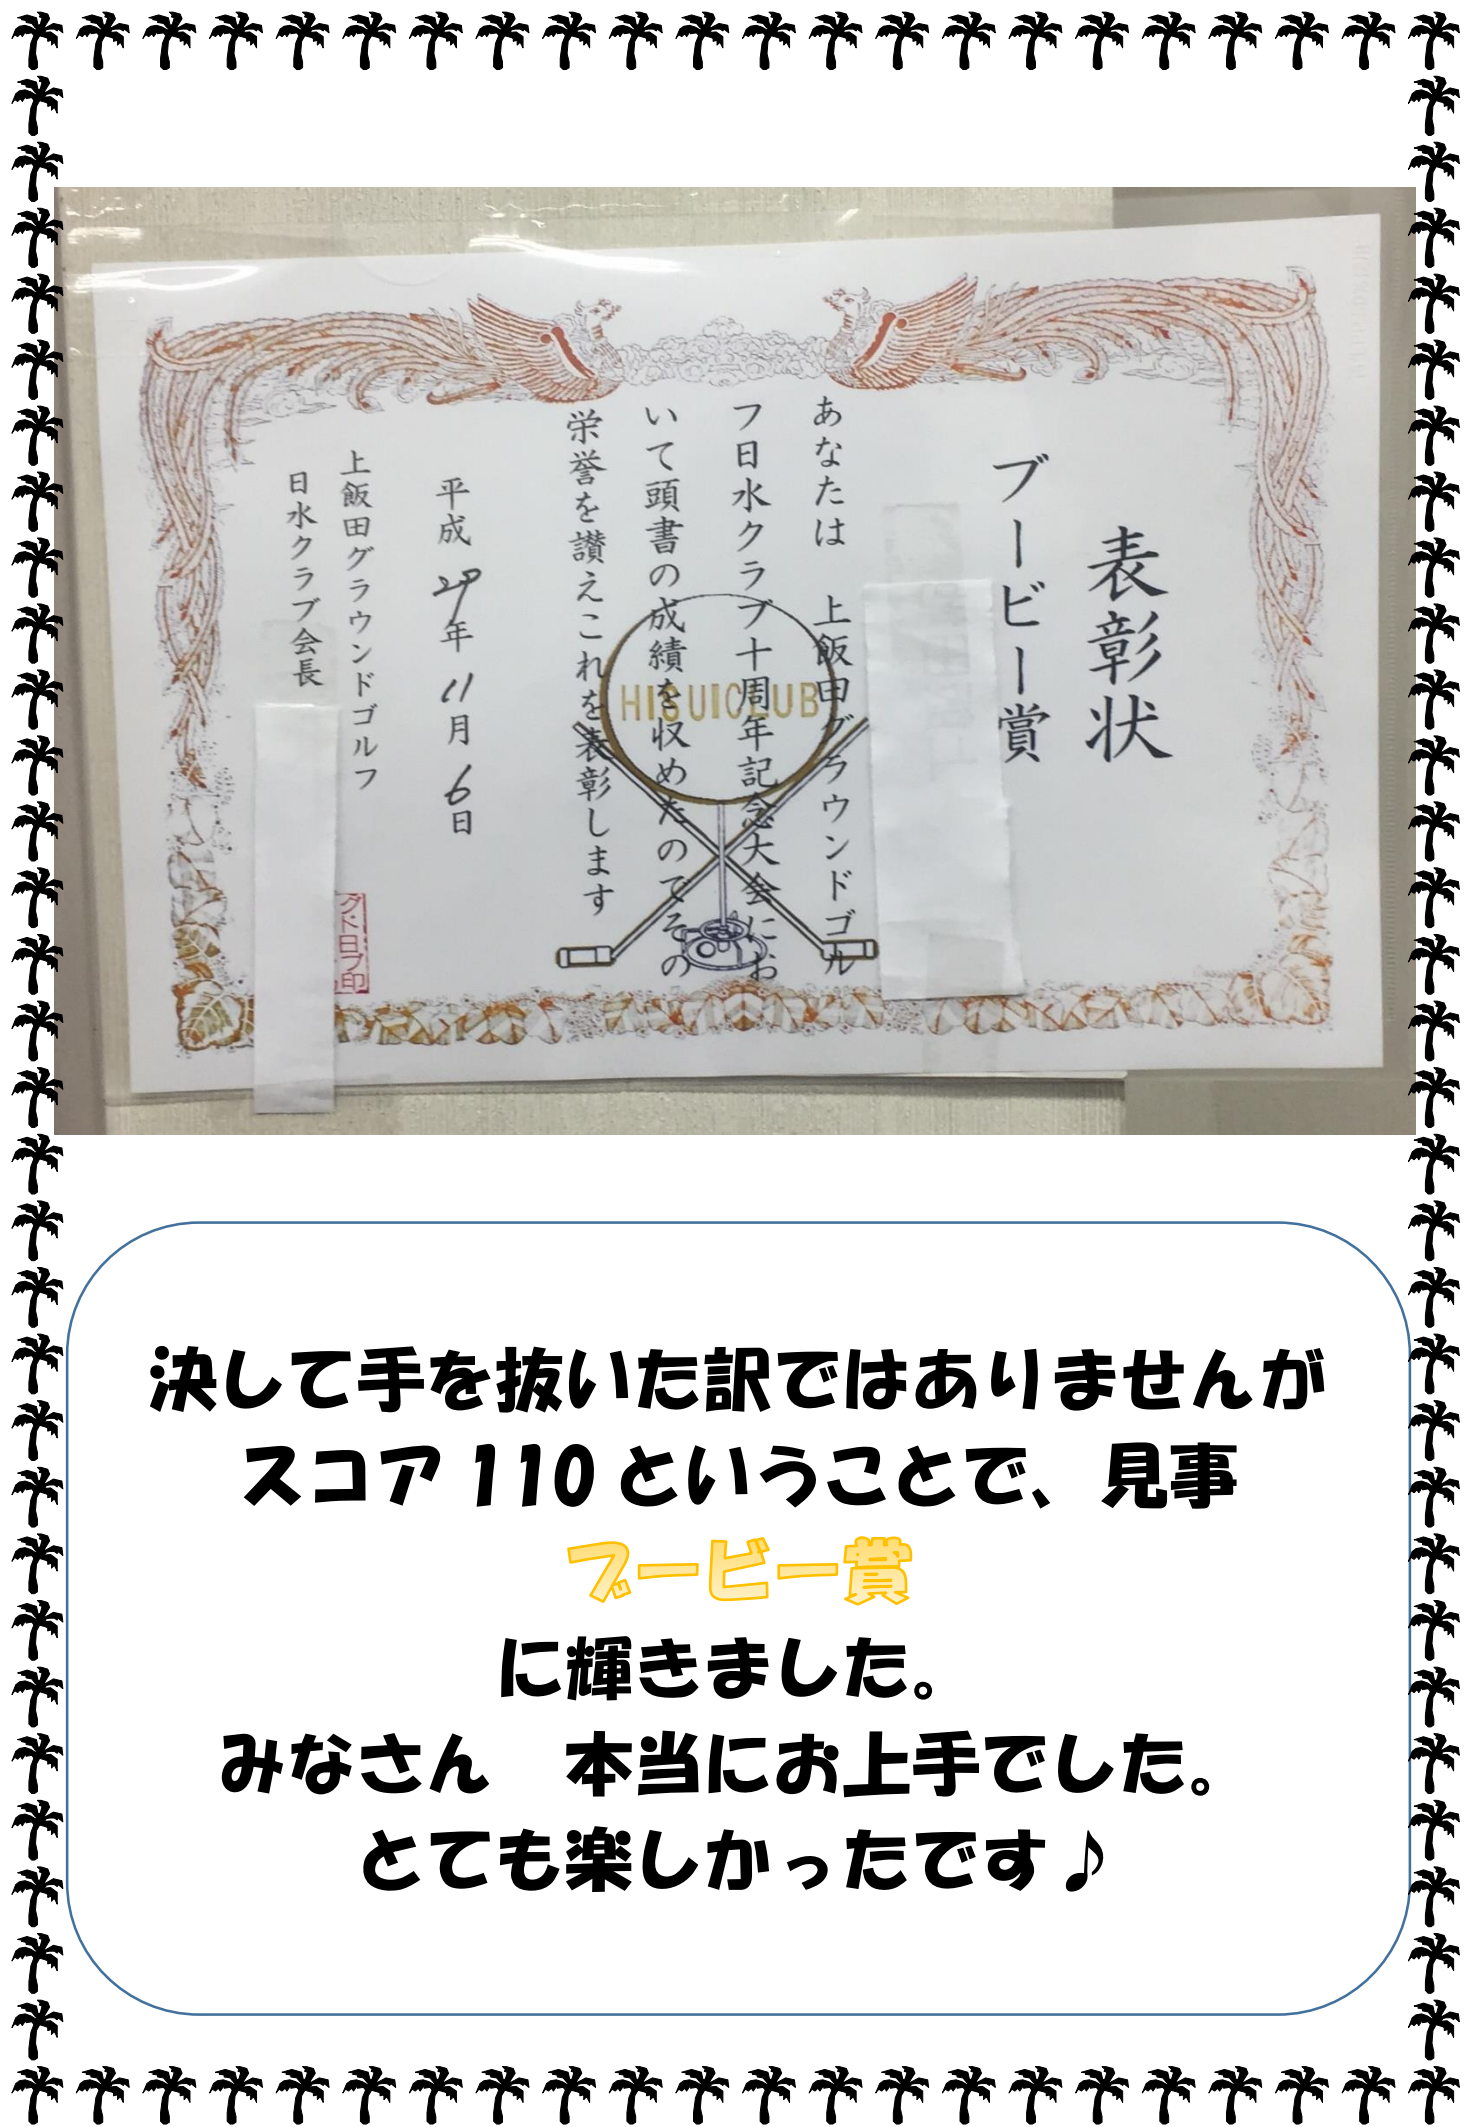 表彰状
ブービー賞
あなたは 上飯田グラウンドゴル
フ日水クラブ十周年記念大会にお
いて頭書の成績を収めたのでその
栄誉を讃えこれを表彰します
平成29年11月6日
上飯田グラウンドゴルフ
日水クラブ会長
HISUICLUB
決して手を抜いた訳ではありませんが
スコア110ということで、見事
ブービー賞
に輝きました。
みなさん　本当にお上手でした。
とても楽しかったです♪